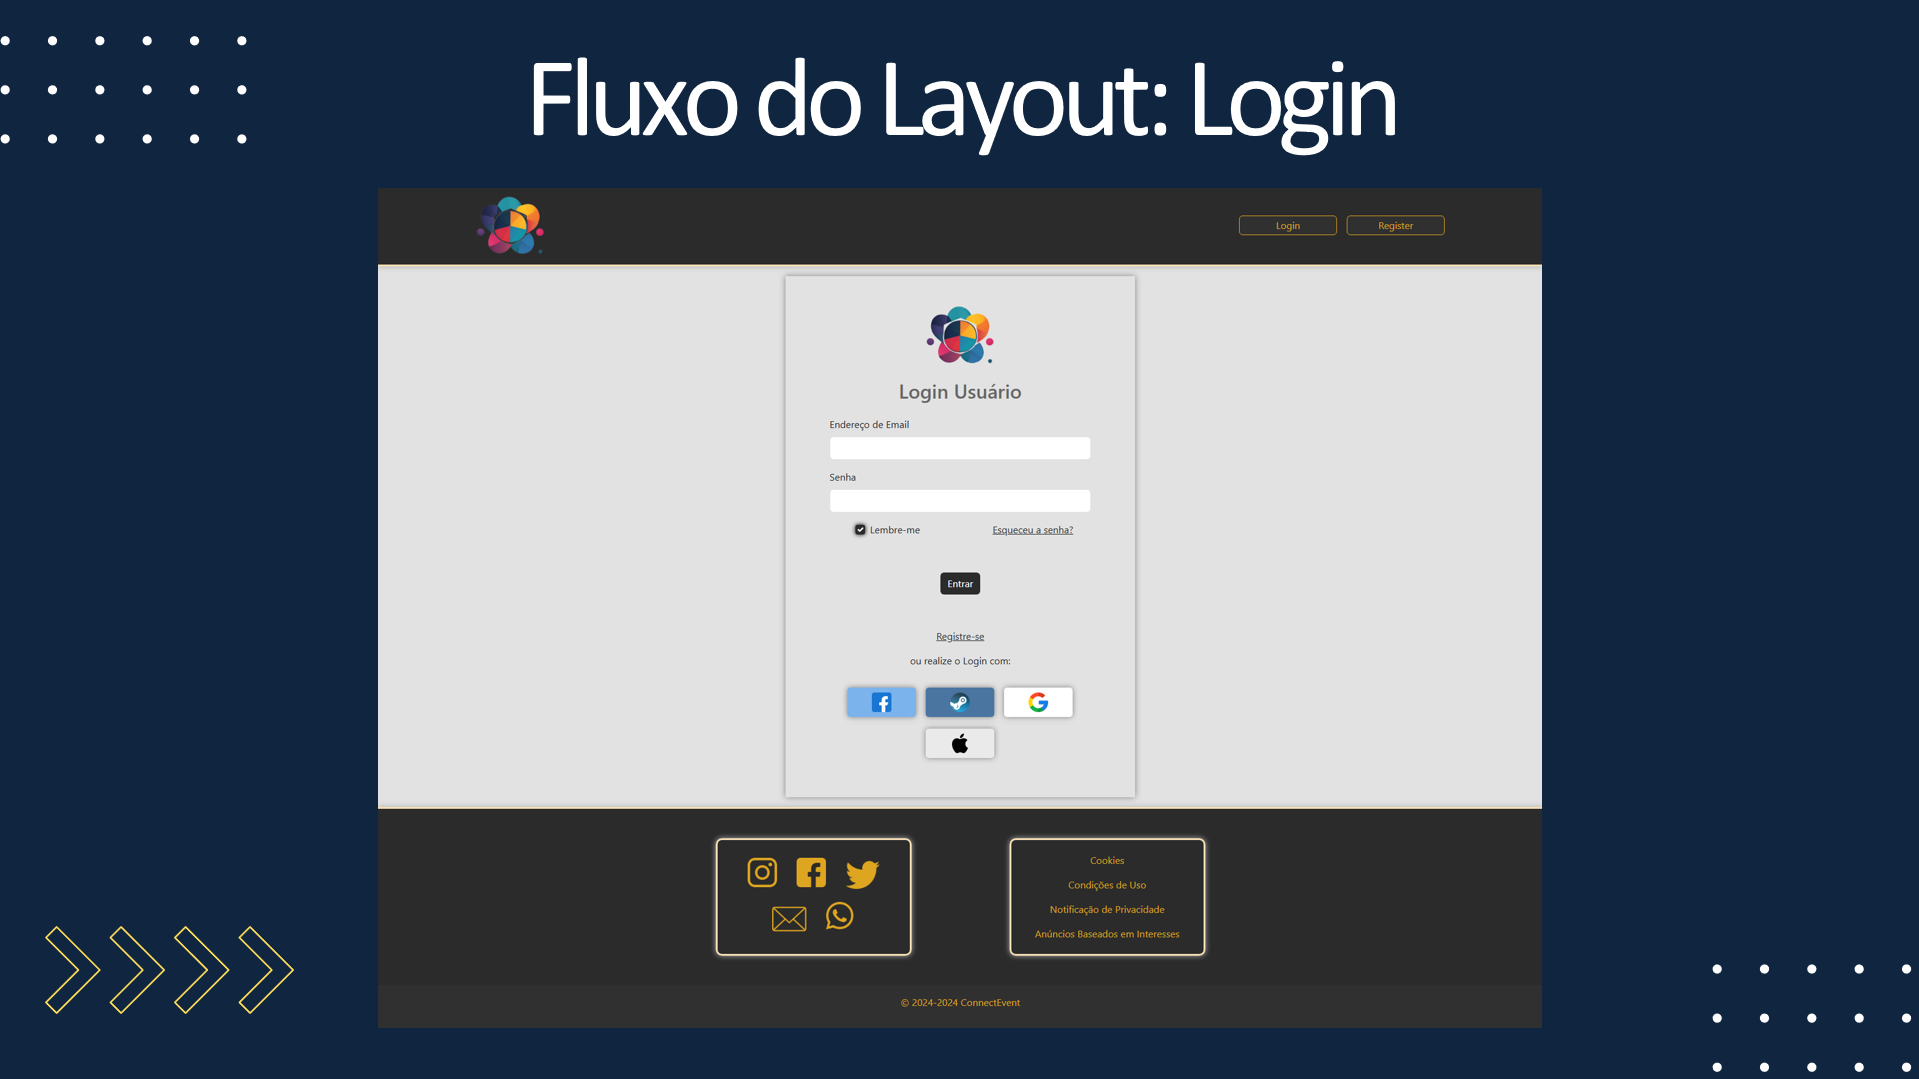 Fluxo do Layout: Login
Login
Register
Login Usuário
Endereço de Email
Senha
Lembre-me
Esqueceu a senha?
Entrar
Registre-se
ou realize o Login com:
Cookies
Condições de Uso
Notificação de Privacidade
Anúncios Baseados em Interesses
© 2024-2024 ConnectEvent